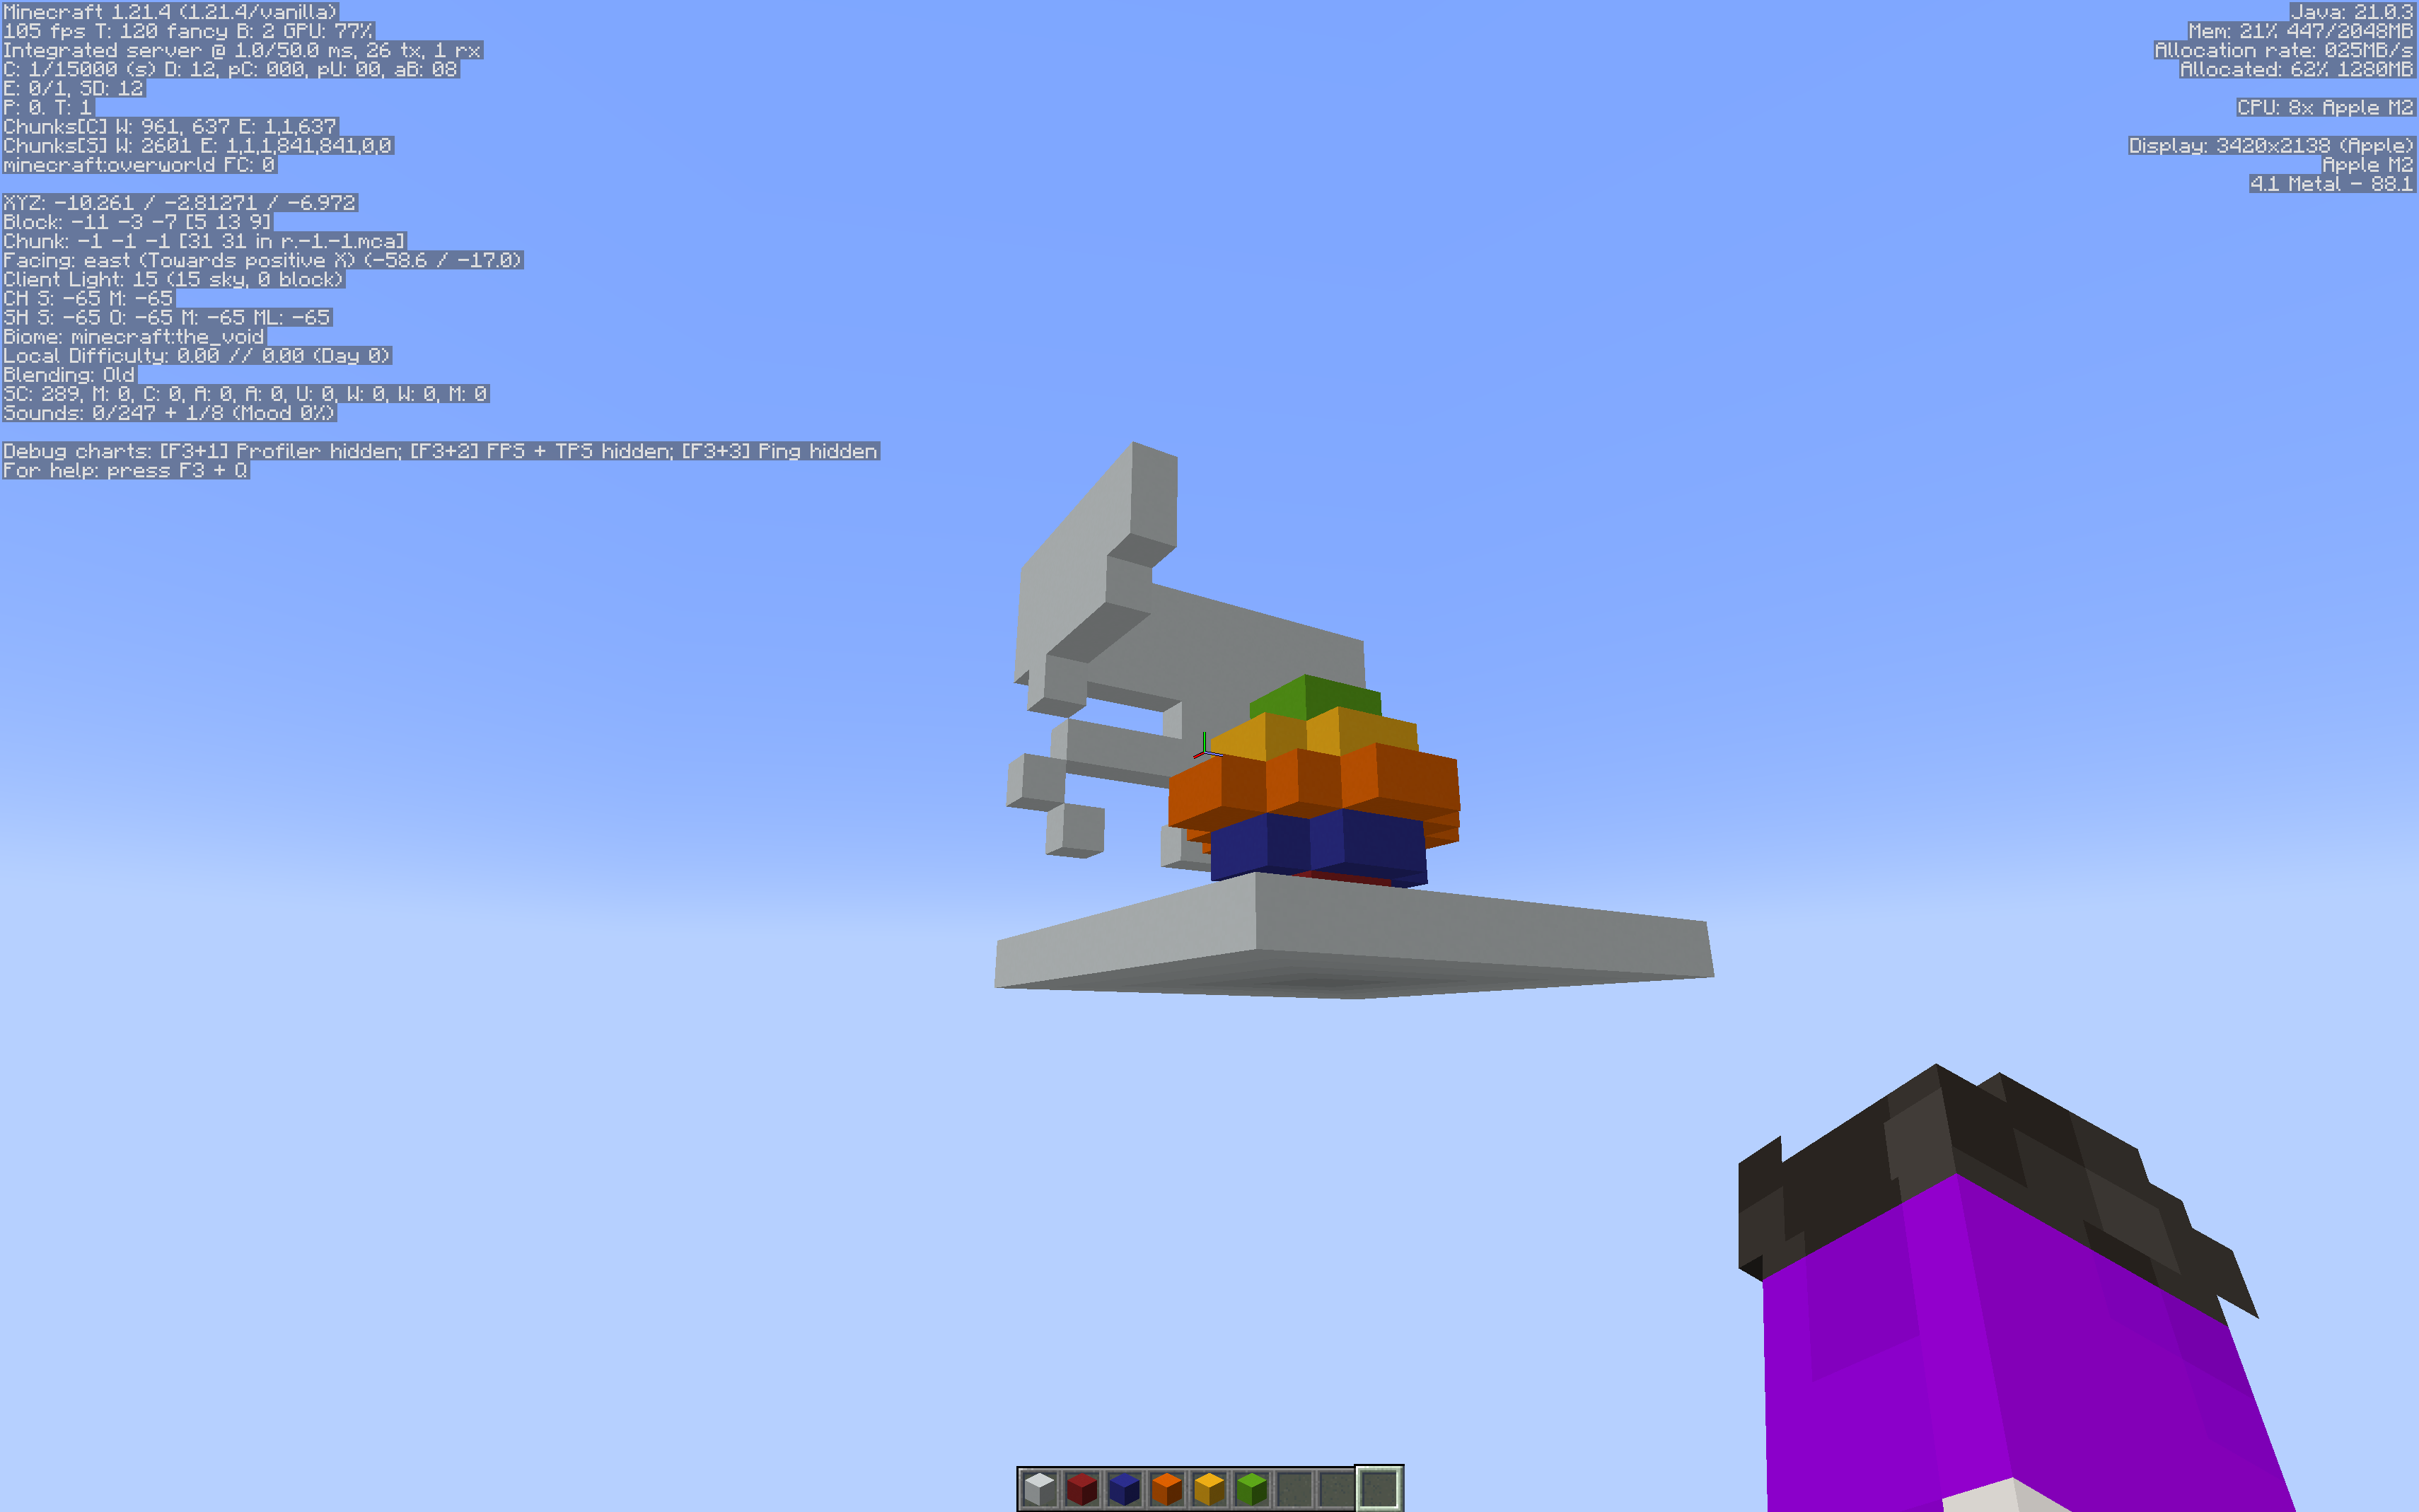 Minecraft 1.21.4 (1.21.4/vanilla)
105 fps T: 120 fancy B: 2 GPU: 77%
Integrated server @ 1.0/50.0 ms, 26 tx, 1 rx
C: 1/15000 (s) D: 12, pC: 000, pU: 00, aB: 08
E: 0/1, SD: 12
P: 0. T: 1
Chunks[C] W: 961, 637 E: 1,1,637
Chunks[S] W: 2601 E: 1,1,1,841,841,0,0
minecraft:overworld FC: 0
XYZ: -10.261 / -2.81271 / -6.972
Block: -11 -3 -7 [5 13 9]
Chunk: -1 -1 -1 [31 31 in r.-1.-1.mca]
Facing: east (Towards positive X) (-58.6 / -17.0)
Client Light: 15 (15 sky, 0 block)
CH S: -65 M: -65
SH S: -65 O: -65 M: -65 ML: -65
Biome: minecraft:the_void
Local Difficulty: 0.00 // 0.00 (Day 0)
Blending: Old
SC: 289, M: 0, C: 0, A: 0, A: 0, U: 0, W: 0, W: 0, M: 0
Sounds: 0/247 + 1/8 (Mood 0%)
Debug charts: [F3+1] Profiler hidden; [F3+2] FPS + TPS hidden; [F3+3] Ping hidden
For help: press F3 + Q
Java: 21.0.3
Mem: 21% 447/2048MB
Allocation rate: 025MB/s
Allocated: 62% 1280MB
CPU: 8x Apple M2
Display: 3420x2138 (Apple)
Apple M2
4.1 Metal - 88.1